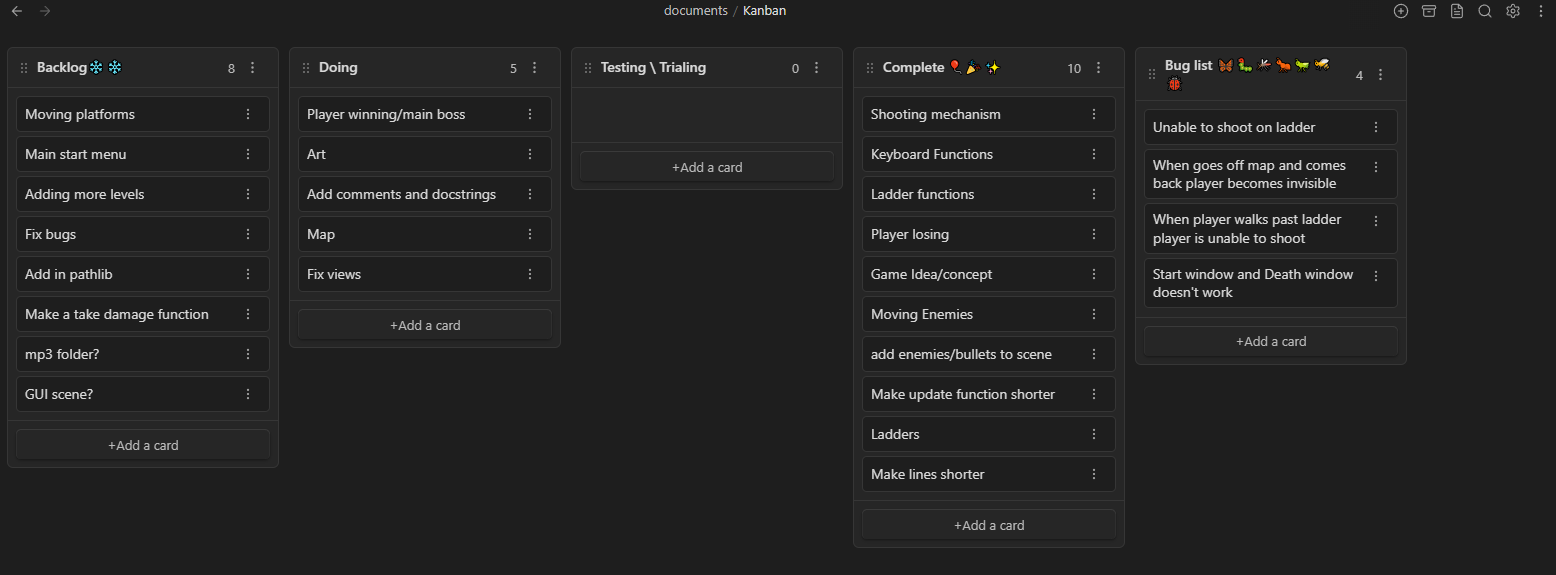 documents / Kanban
Backlog❄️ ❄️ 8
Moving platforms
Main start menu
Adding more levels
Fix bugs
Add in pathlib
Make a take damage function
mp3 folder?
GUI scene?
+Add a card
Doing 5
Player winning/main boss
Art
Add comments and docstrings
Map
Fix views
+Add a card
Testing \ Trialing 0
+Add a card
Complete 🎈 🎉 ✨ 10
Shooting mechanism
Keyboard Functions
Ladder functions
Player losing
Game Idea/concept
Moving Enemies
add enemies/bullets to scene
Make update function shorter
Ladders
Make lines shorter
+Add a card
Bug list 🦋 🐛 🦟 🐜 🦗 🐝 4
🐞
Unable to shoot on ladder
When goes off map and comes
back player becomes invisible
When player walks past ladder
player is unable to shoot
Start window and Death window
doesn't work
+Add a card